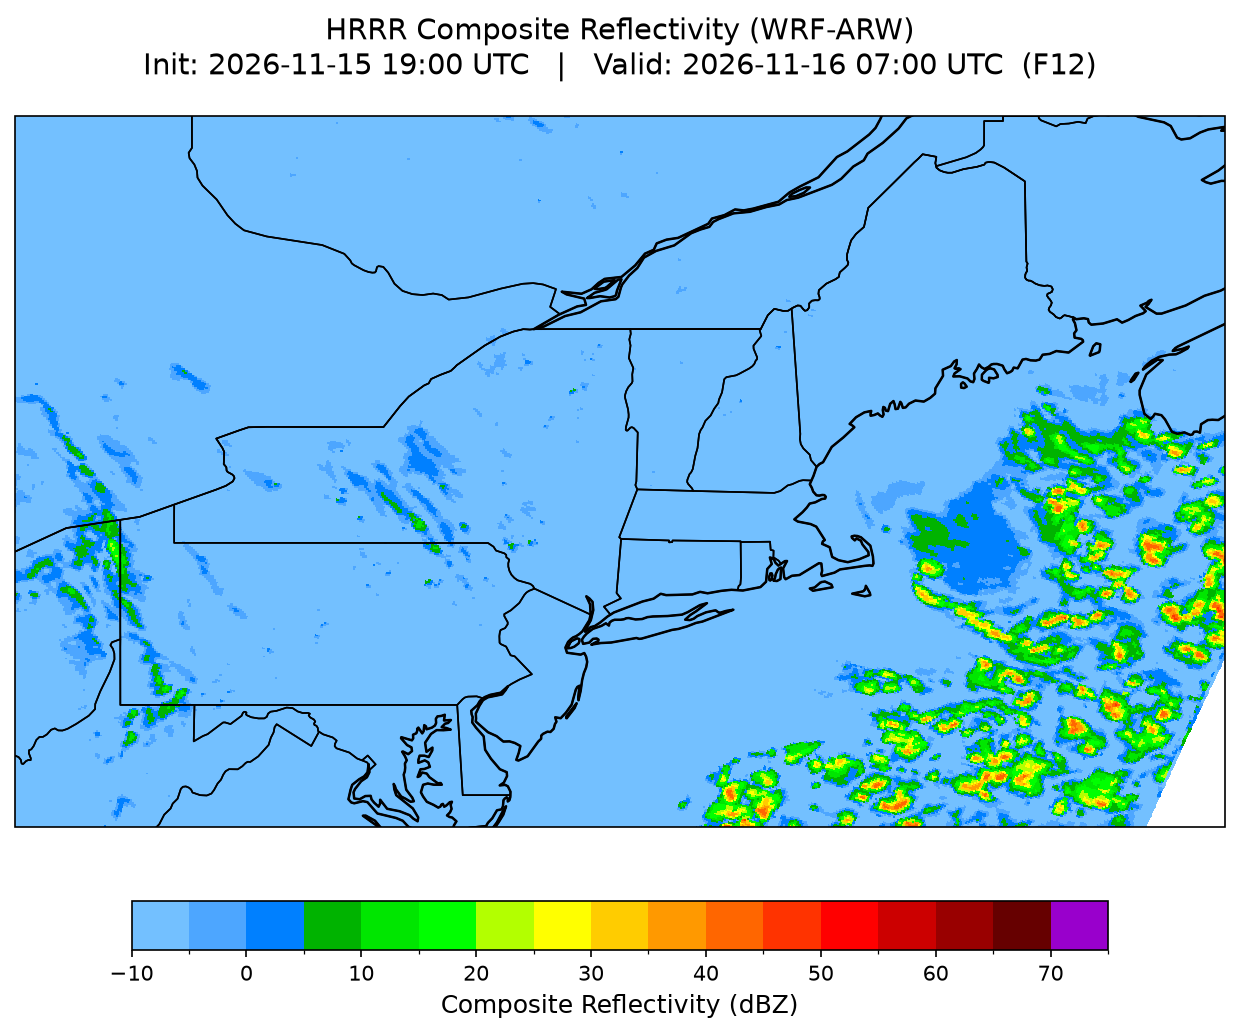 HRRR Composite Reflectivity (WRF-ARW)
Init: 2026-11-15 19:00 UTC   |   Valid: 2026-11-16 07:00 UTC  (F12)
−10 0 10 20 30 40 50 60 70
Composite Reflectivity (dBZ)